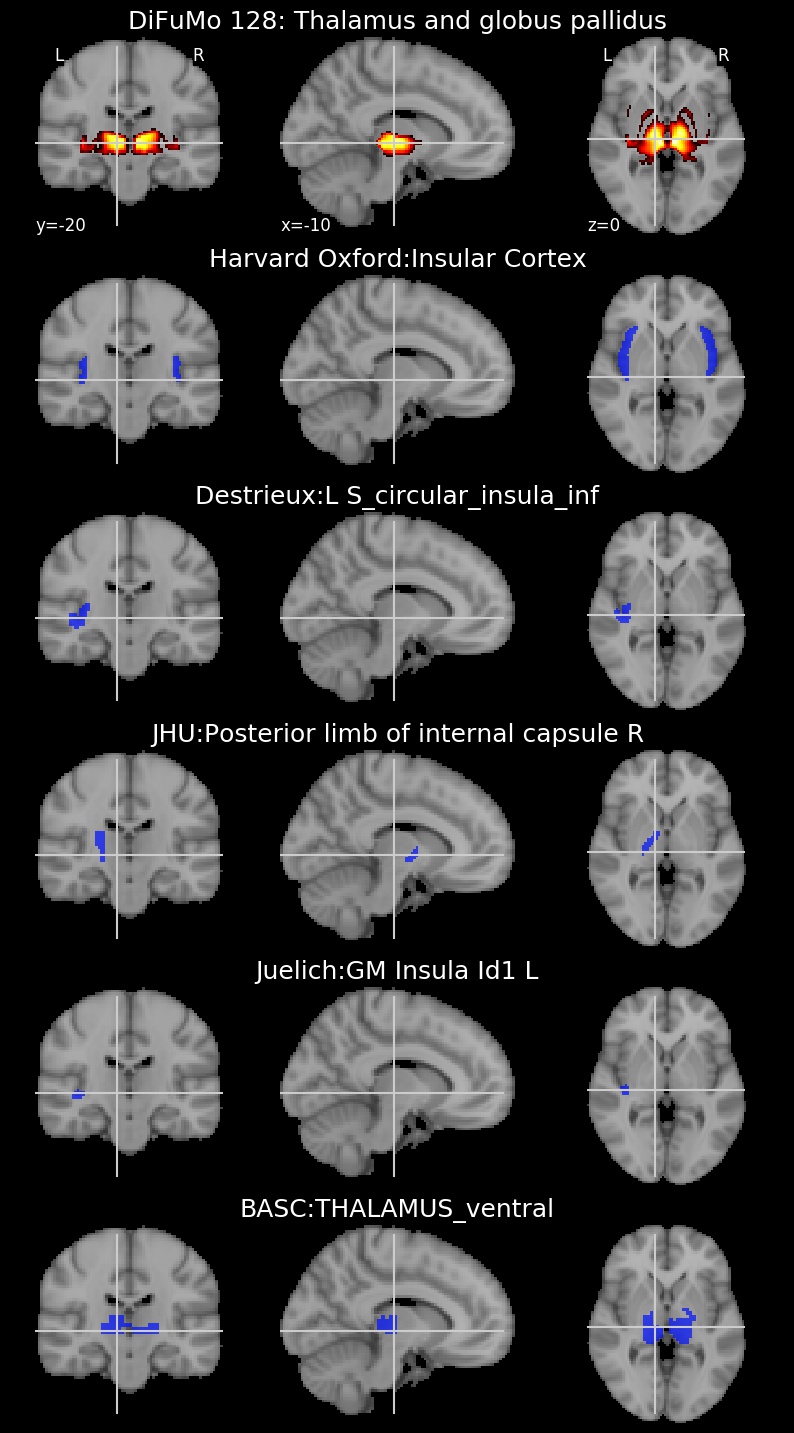 DiFuMo 128: Thalamus and globus pallidus
L R L R
y=-20 x=-10 z=0
Harvard Oxford:Insular Cortex
Destrieux:L S_circular_insula_inf
JHU:Posterior limb of internal capsule R
Juelich:GM Insula Id1 L
BASC:THALAMUS_ventral